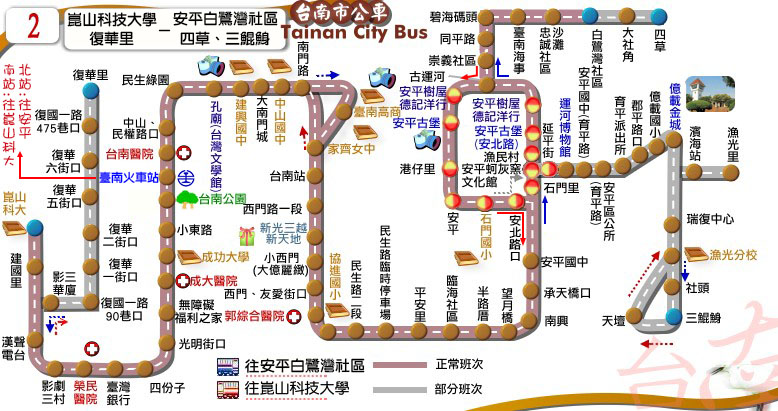 2
崑山科技大學
復華里
－
安平白鷺灣社區
四草、三鯤鯓
台南市公車
Tainan City Bus
北站:往安平
南站:往崑山科大
復華里
復國一路
475巷口
復華
六街口
復華
五街口
復華
二街口
復華
一街口
復國一路
90巷口
影三
華廈
崑山
科大
建國里
漢聲
電台
影劇
三村
榮民
醫院
臺灣
銀行
四份子
光明街口
無障礙
福利之家
成大醫院
成功大學
小東路
台南公園
臺南火車站
台南醫院
中山、
民權路口
民生綠園
孔廟(台灣文學館)
建興國中
大南門城
中山國中
南門路
臺南高商
家齊女中
台南站
西門路一段
新光三越
新天地
小西門
(大億麗緻)
西門、友愛街口
郭綜合醫院
協進國小
民生路二段
民生路臨時停車場
平安里
臨海社區
半路厝
望月橋
南興
承天橋口
安平國中
安北路口
石門國小
安平
港仔里
安平古堡
安平樹屋
德記洋行
古運河
崇義社區
同平路
碧海碼頭
臺南海事
忠誠社區
沙灘
白鷺灣社區
大社角
四草
安平樹屋
德記洋行
安平古堡
(安北路)
漁民村
安平蚵灰窯
文化館
延平街
石門里
運河博物館
安平國中(育平路)
安平區公所
(育平路)
育平派出所
郡平路口
億載國小
億載金城
濱海站
漁光里
瑞復中心
漁光分校
社頭
三鯤鯓
天壇
往安平白鷺灣社區
往崑山科技大學
正常班次
部分班次
台南